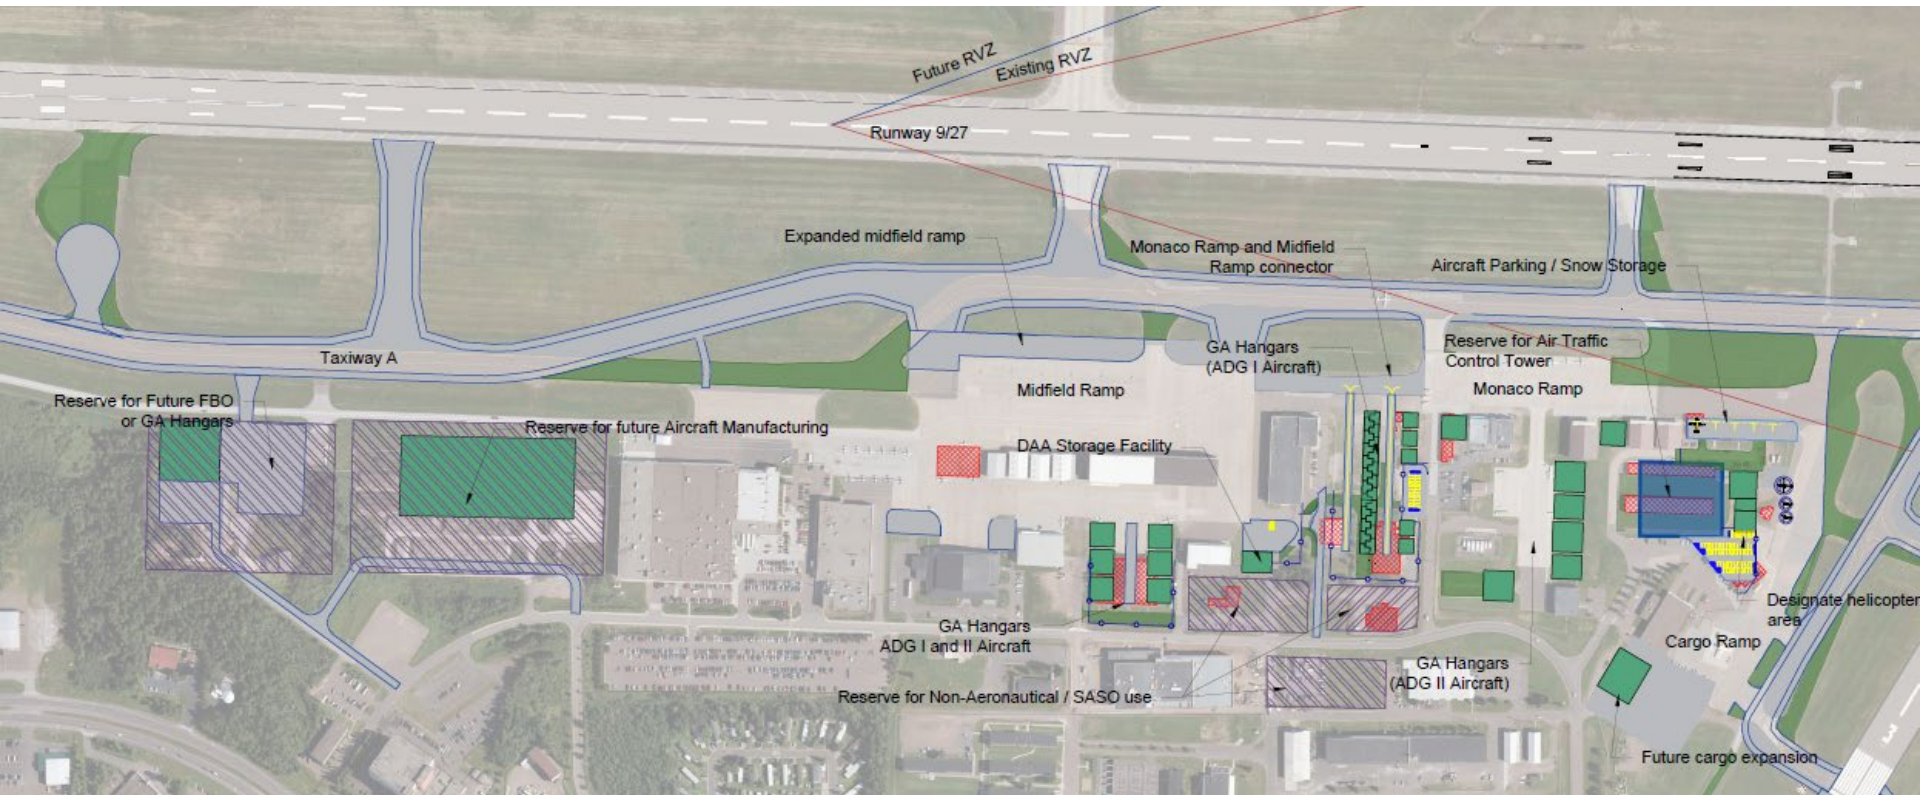 Future RVZ
Existing RVZ
Runway 9/27
Expanded midfield ramp
Monaco Ramp and Midfield
Ramp connector
Aircraft Parking / Snow Storage
Taxiway A
GA Hangars
(ADG I Aircraft)
Reserve for Air Traffic
Control Tower
Midfield Ramp
Monaco Ramp
Reserve for Future FBO
or GA Hangars
Reserve for future Aircraft Manufacturing
DAA Storage Facility
Designate helicopter
area
GA Hangars
ADG I and II Aircraft
Cargo Ramp
GA Hangars
(ADG II Aircraft)
Reserve for Non-Aeronautical / SASO use
Future cargo expansion
3